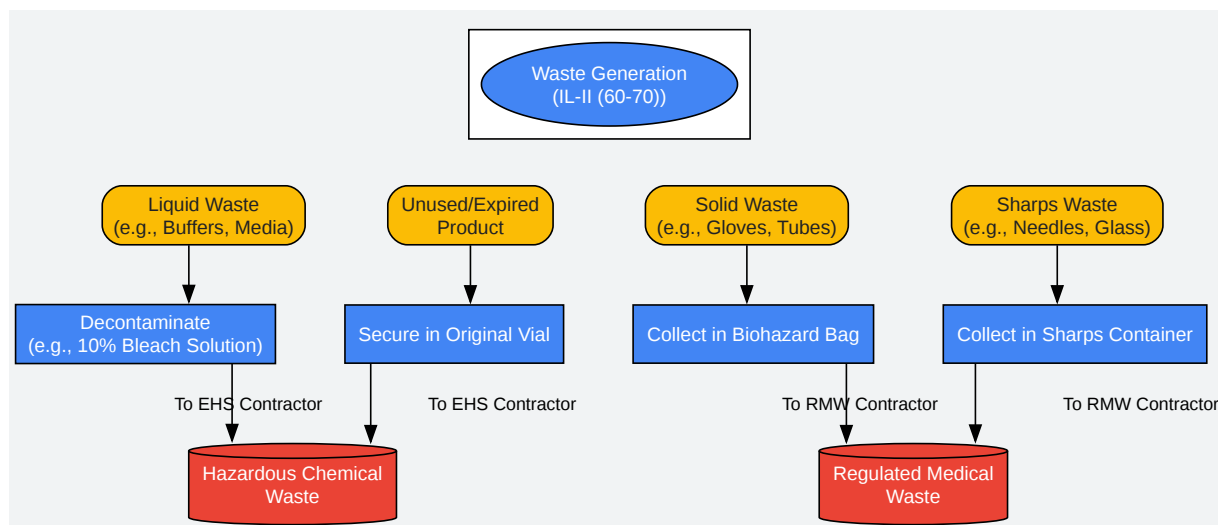 Waste Generation
(IL-II (60-70))
Liquid Waste
(e.g., Buffers, Media)
Unused/Expired
Product
Solid Waste
(e.g., Gloves, Tubes)
Sharps Waste
(e.g., Needles, Glass)
Decontaminate
(e.g., 10% Bleach Solution)
Secure in Original Vial
Collect in Biohazard Bag
Collect in Sharps Container
To EHS Contractor
To EHS Contractor
To RMW Contractor
To RMW Contractor
Hazardous Chemical
Waste
Regulated Medical
Waste